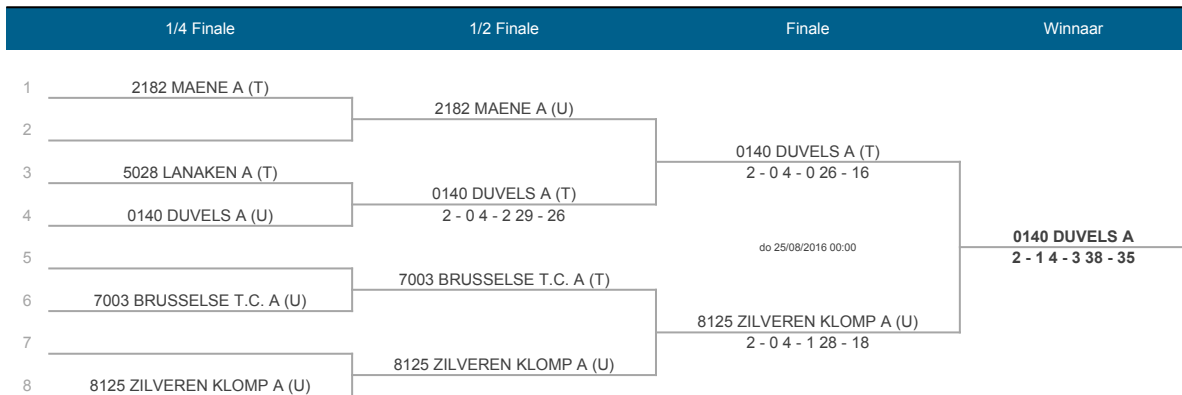 1/4 Finale 1/2 Finale Finale Winnaar
1 2182 MAENE A (T)
2182 MAENE A (U)
2
0140 DUVELS A (T)
3 5028 LANAKEN A (T)
2 - 0 4 - 0 26 - 16
0140 DUVELS A (T)
4 0140 DUVELS A (U)
2 - 0 4 - 2 29 - 26
0140 DUVELS A
do 25/08/2016 00:00
5
2 - 1 4 - 3 38 - 35
7003 BRUSSELSE T.C. A (T)
6 7003 BRUSSELSE T.C. A (U)
8125 ZILVEREN KLOMP A (U)
7
2 - 0 4 - 1 28 - 18
8125 ZILVEREN KLOMP A (U)
8 8125 ZILVEREN KLOMP A (U)